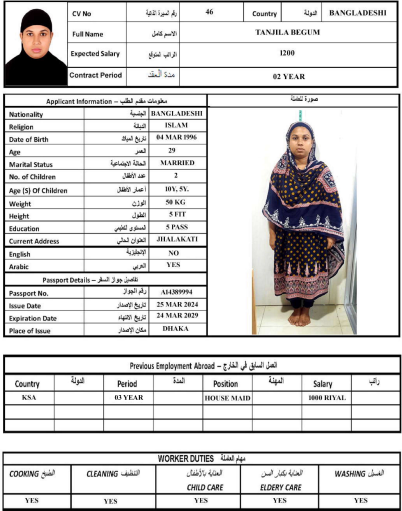 CV No رقم السيرة الذاتية 46 Country الدولة BANGLADESHI
Full Name الاسم كامل TANJILA BEGUM
Expected Salary الراتب المتوقع 1200
Contract Period مدة العقد 02 YEAR
Applicant Information – معلومات مقدم الطلب
صورة للعاملة
Nationality الجنسية BANGLADESHI
Religion الديانة ISLAM
Date of Birth تاريخ الميلاد 04 MAR 1996
Age العمر 29
Marital Status الحالة الاجتماعية MARRIED
No. of Children عدد الأطفال 2
Age (S) Of Children أعمار الأطفال 10Y, 5Y.
Weight الوزن 50 KG
Height الطول 5 FIT
Education المستوى التعليمي 5 PASS
Current Address العنوان الحالي JHALAKATI
English الإنجليزية NO
Arabic العربي YES
Passport Details – تفاصيل جواز السفر
Passport No. رقم الجواز A14389994
Issue Date تاريخ الإصدار 25 MAR 2024
Expiration Date تاريخ الانتهاء 24 MAR 2029
Place of Issue مكان الإصدار DHAKA
Previous Employment Abroad – العمل السابق في الخارج
Country الدولة Period المدة Position المهنة Salary راتب
KSA 03 YEAR HOUSE MAID 1000 RIYAL
WORKER DUTIES مهام العاملة
COOKING الطبخ CLEANING التنظيف العناية بالأطفال CHILD CARE العناية بكبار السن ELDERY CARE WASHING الغسيل
YES YES YES YES YES